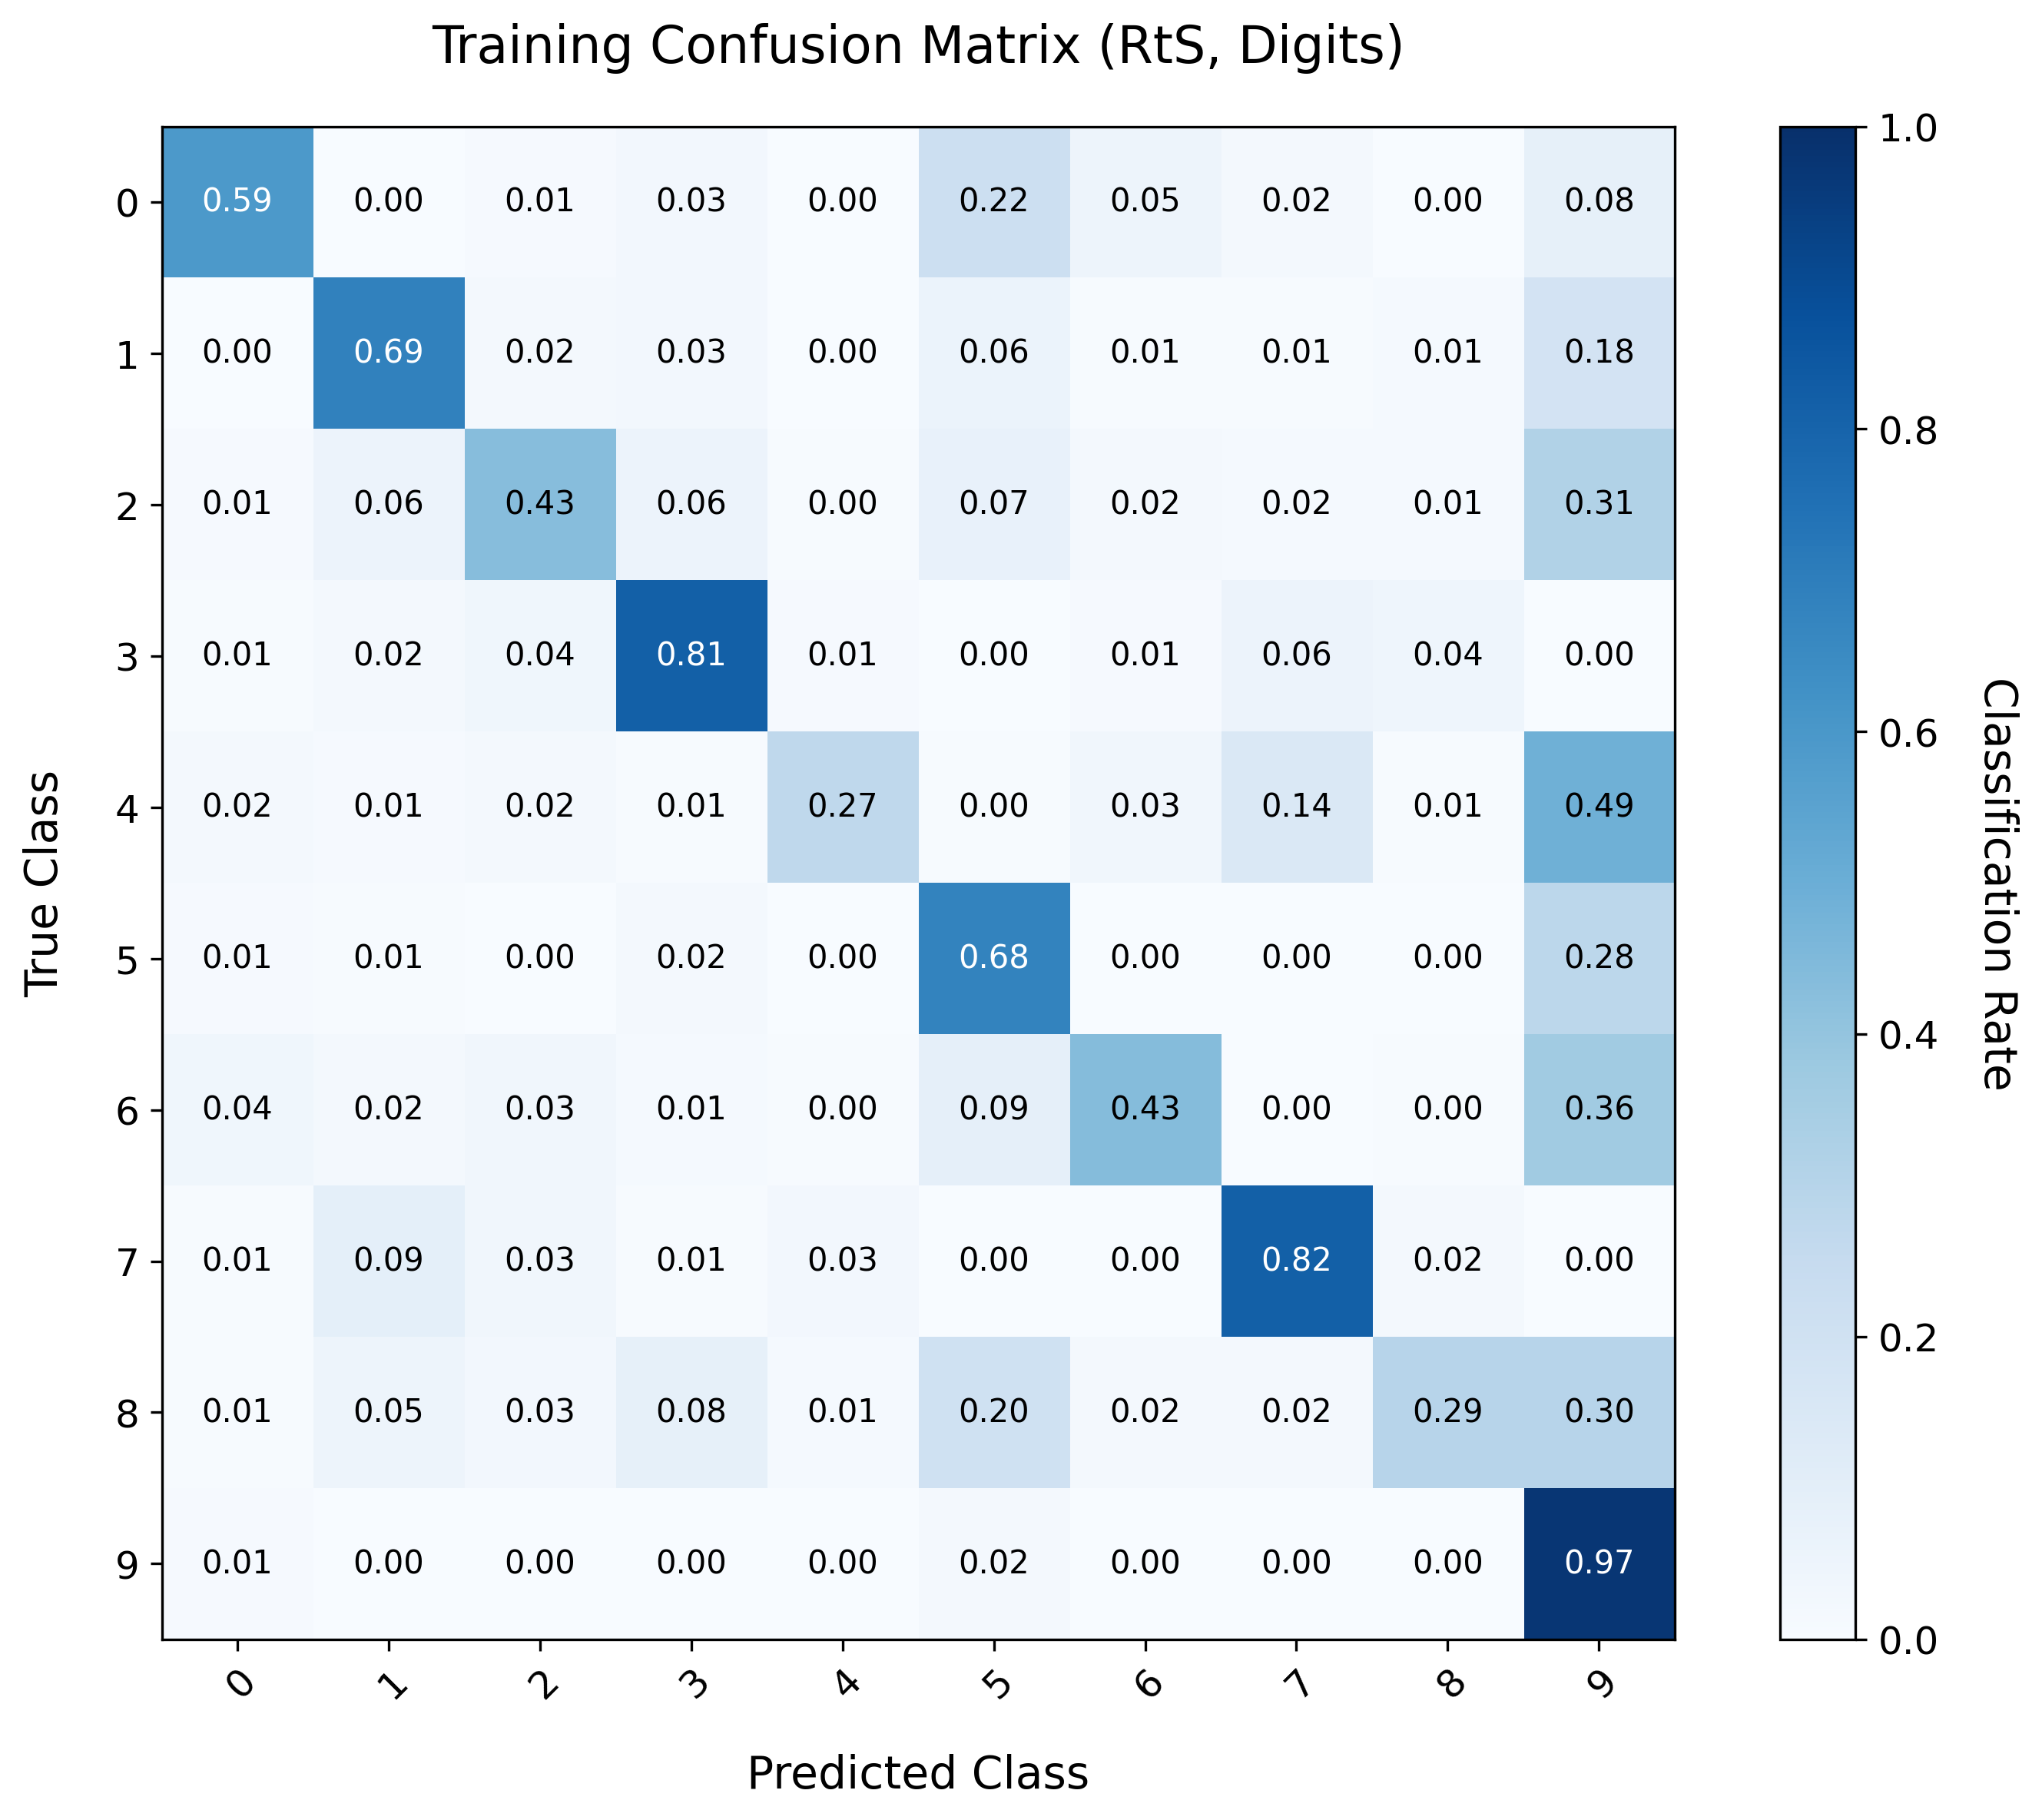 Training Confusion Matrix (RtS, Digits)
True Class
0 0.59 0.00 0.01 0.03 0.00 0.22 0.05 0.02 0.00 0.08
1 0.00 0.69 0.02 0.03 0.00 0.06 0.01 0.01 0.01 0.18
2 0.01 0.06 0.43 0.06 0.00 0.07 0.02 0.02 0.01 0.31
3 0.01 0.02 0.04 0.81 0.01 0.00 0.01 0.06 0.04 0.00
4 0.02 0.01 0.02 0.01 0.27 0.00 0.03 0.14 0.01 0.49
5 0.01 0.01 0.00 0.02 0.00 0.68 0.00 0.00 0.00 0.28
6 0.04 0.02 0.03 0.01 0.00 0.09 0.43 0.00 0.00 0.36
7 0.01 0.09 0.03 0.01 0.03 0.00 0.00 0.82 0.02 0.00
8 0.01 0.05 0.03 0.08 0.01 0.20 0.02 0.02 0.29 0.30
9 0.01 0.00 0.00 0.00 0.00 0.02 0.00 0.00 0.00 0.97
0 1 2 3 4 5 6 7 8 9
Predicted Class
1.0
0.8
0.6
0.4
0.2
0.0
Classification Rate